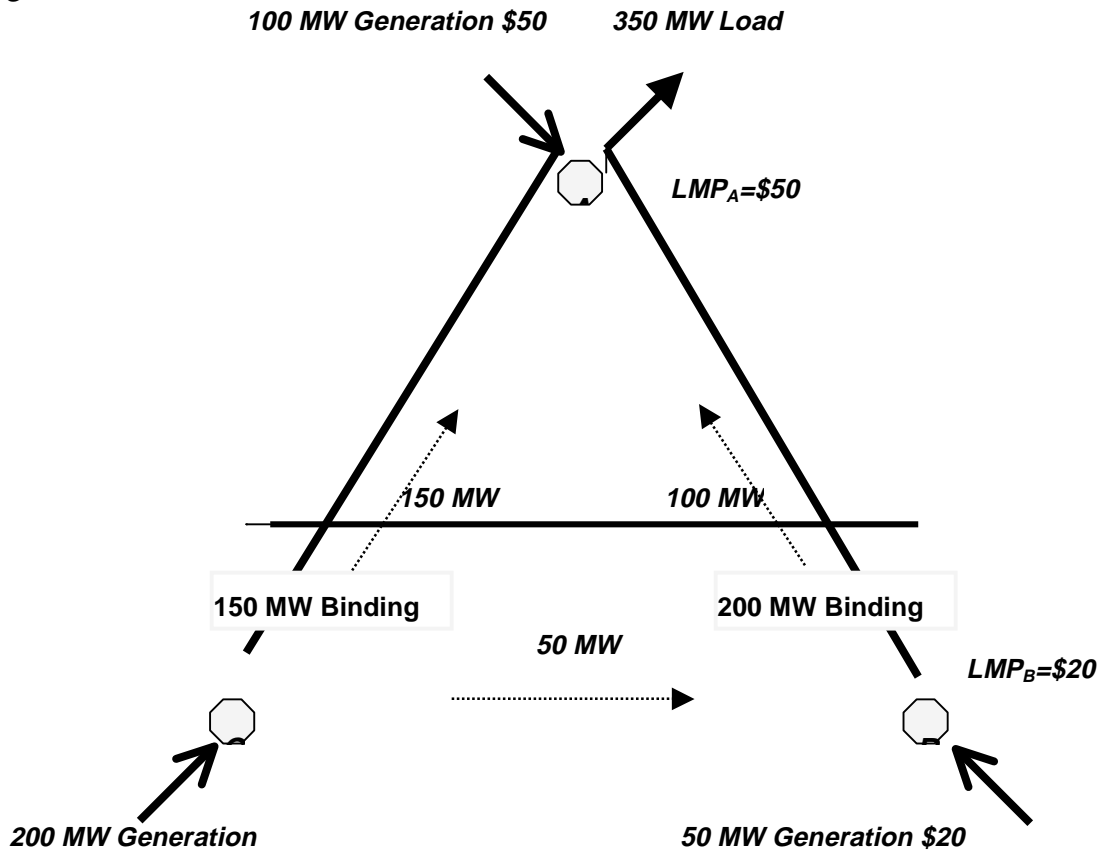 100 MW Generation $50 350 MW Load
LMPA=$50
150 MW 100 MW
150 MW Binding 200 MW Binding
50 MW
LMPB=$20
200 MW Generation 50 MW Generation $20